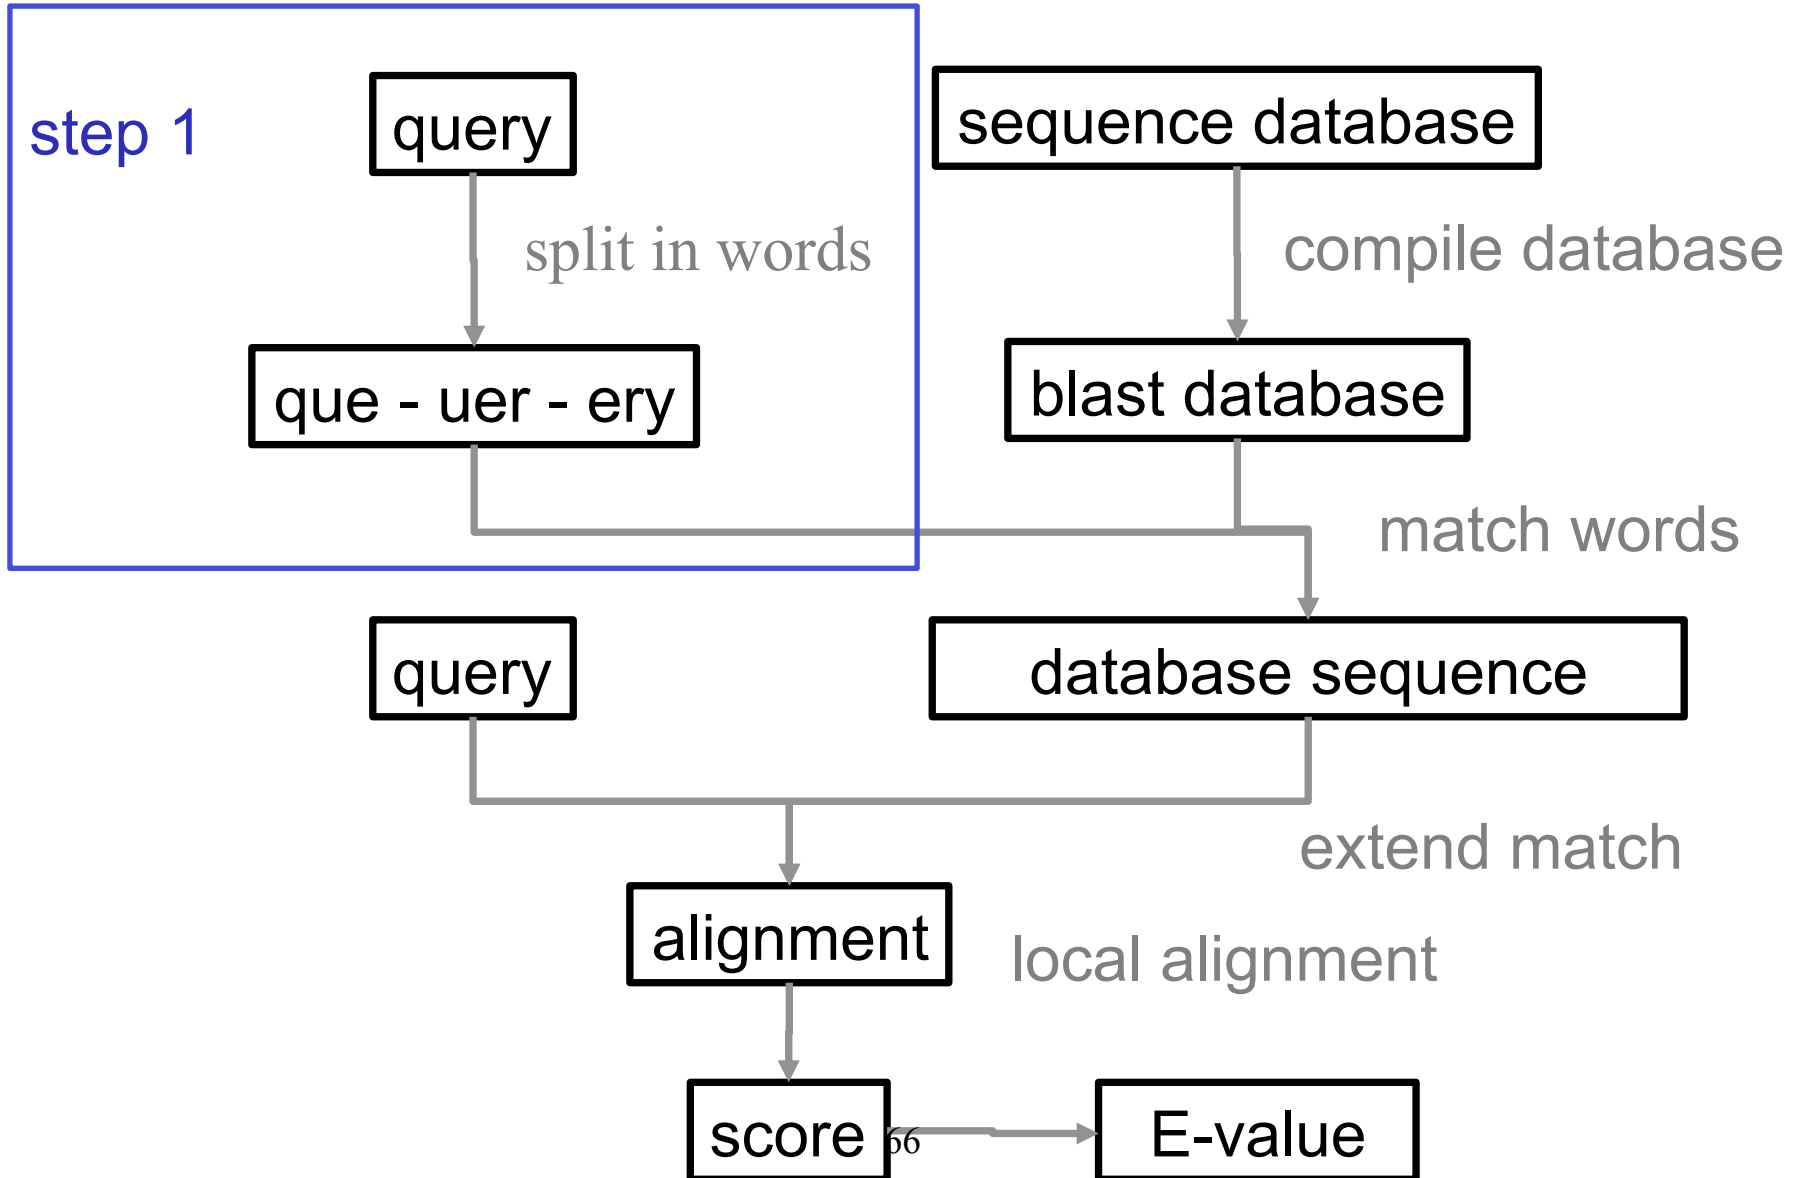 step 1
query
sequence database
split in words
compile database
que - uer - ery
blast database
match words
query
database sequence
extend match
alignment
local alignment
score
66
E-value